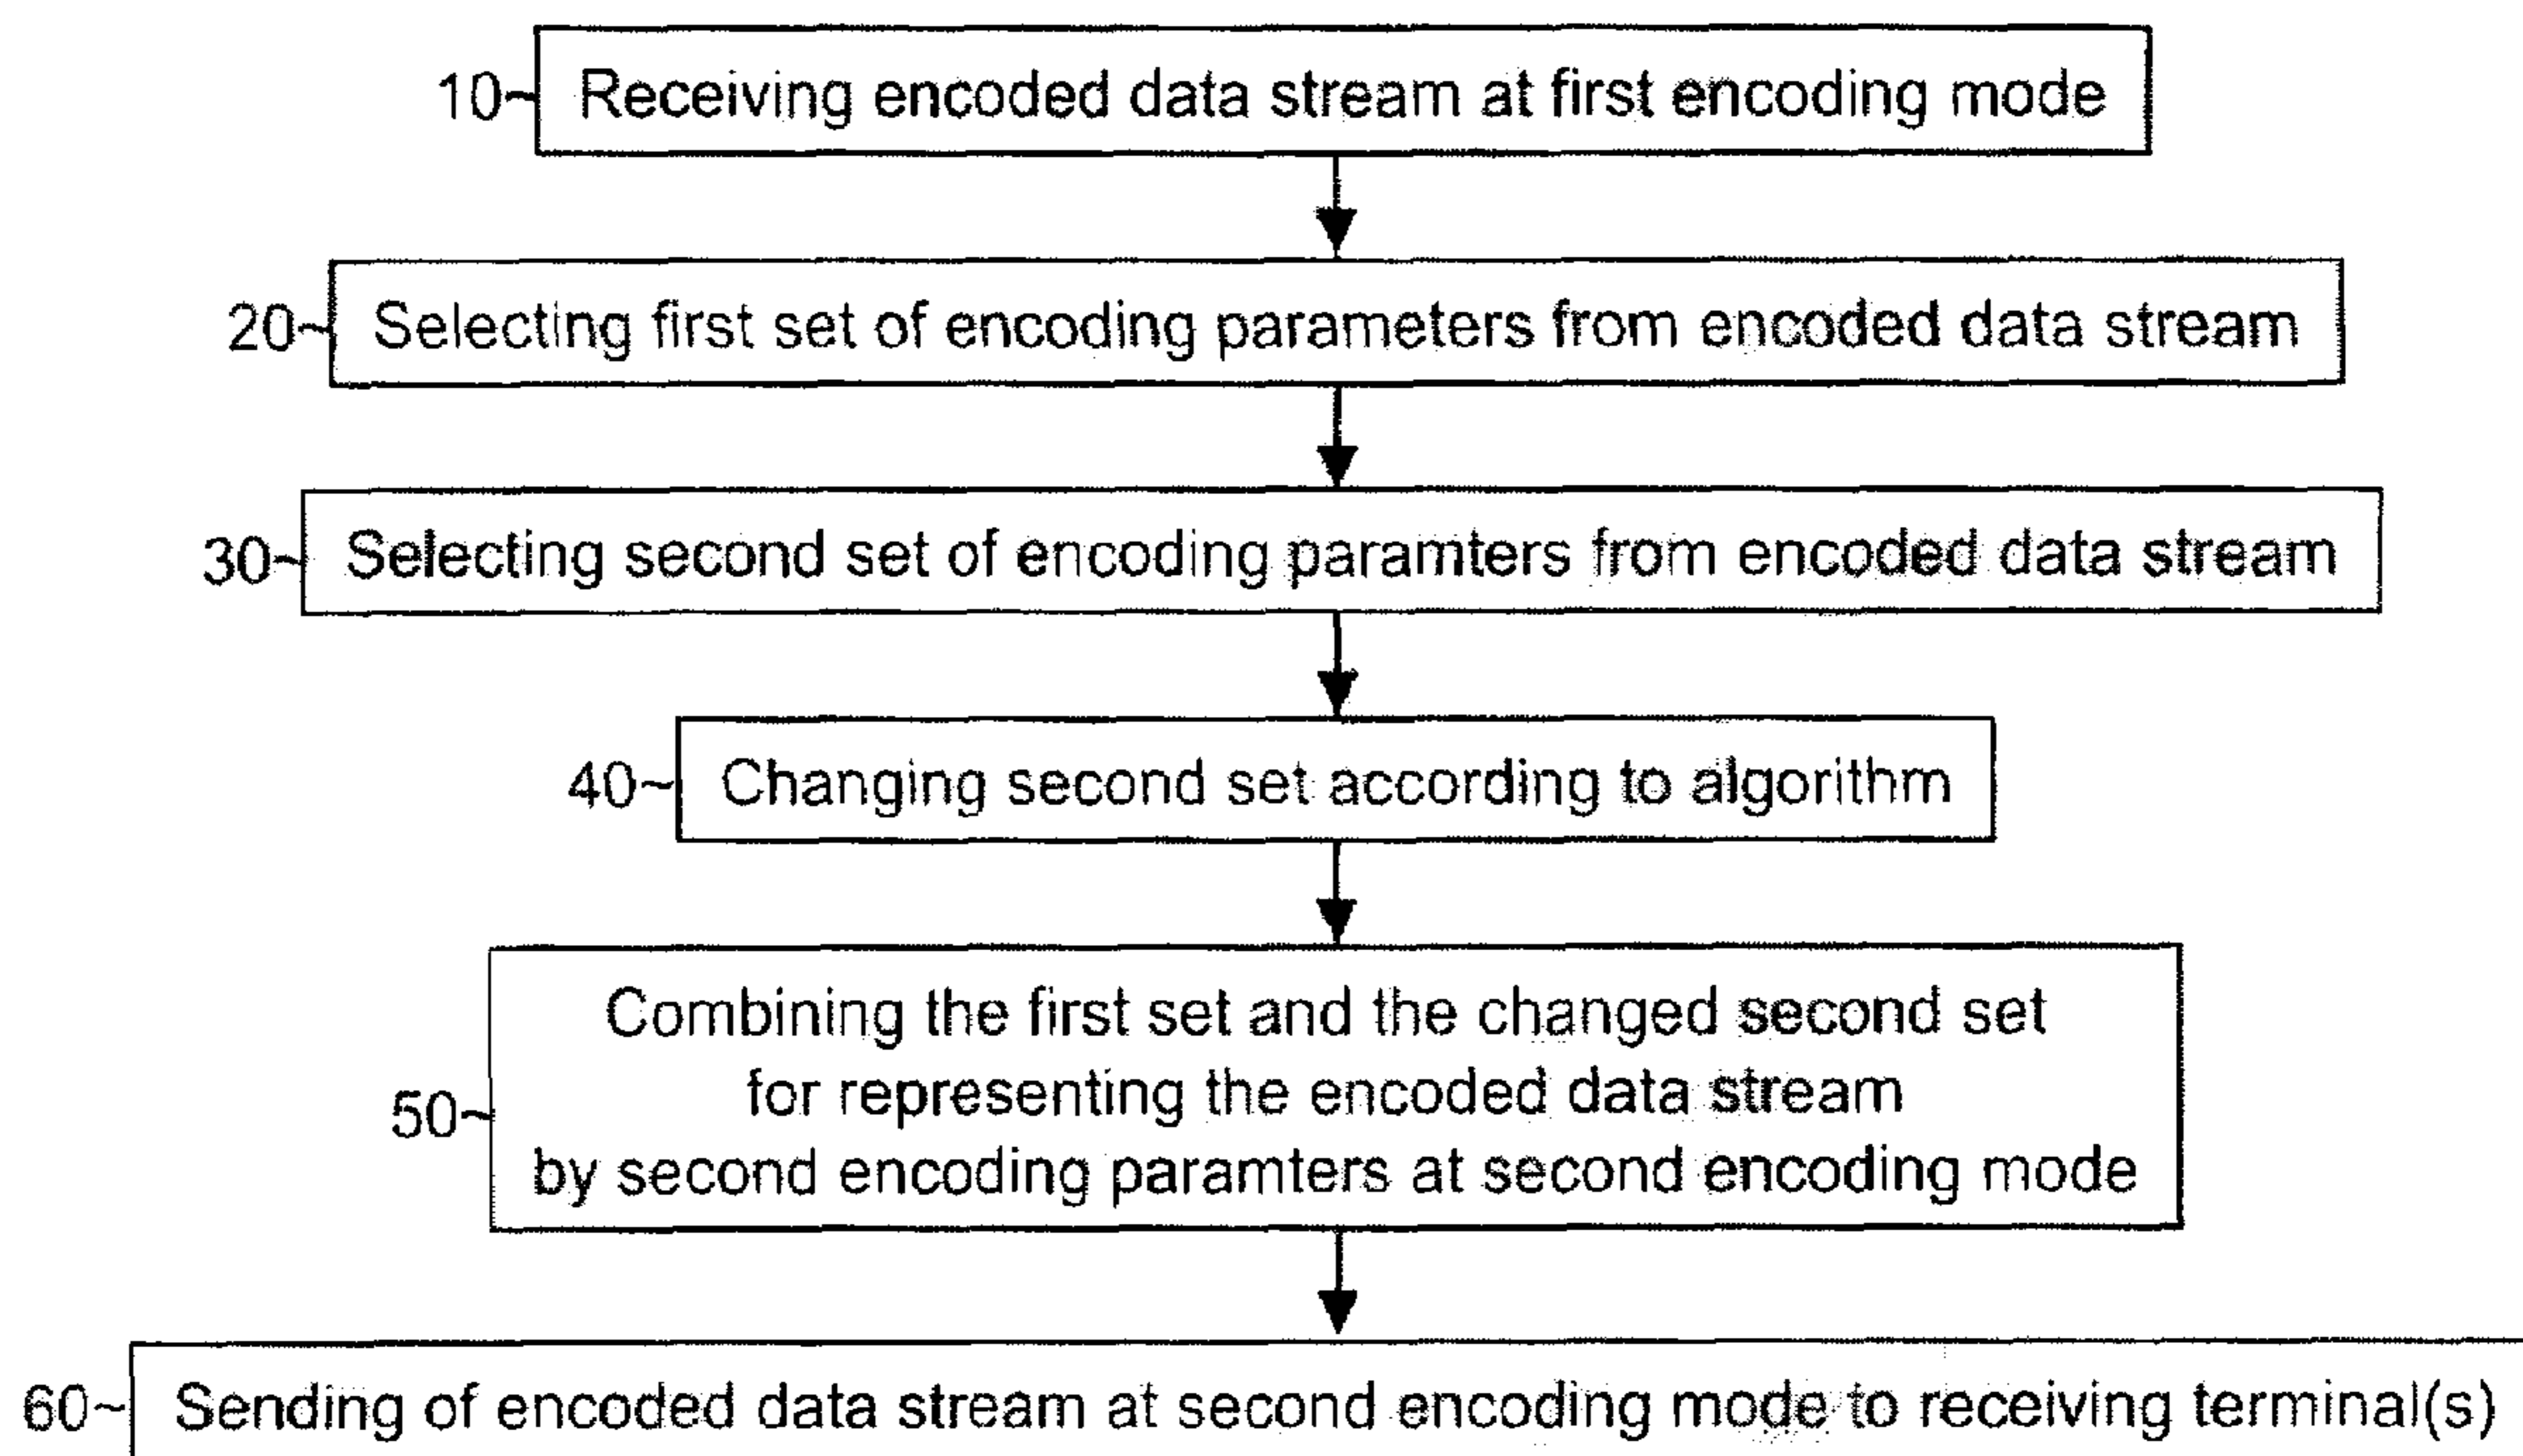 10~ Receiving encoded data stream at first encoding mode
20~ Selecting first set of encoding parameters from encoded data stream
30~ Selecting second set of encoding paramters from encoded data stream
40~ Changing second set according to algorithm
Combining the first set and the changed second set
for representing the encoded data stream
50~
by second encoding paramters at second encoding mode
60~ Sending of encoded data stream at second encoding mode to receiving terminal(s)